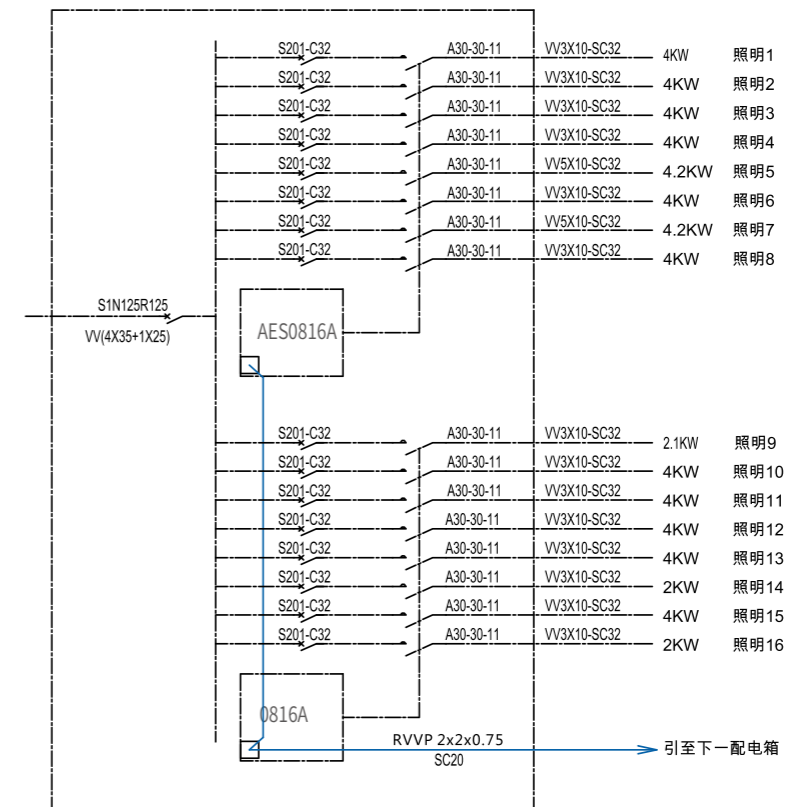 S201-C32 A30-30-11 VV3X10-SC32 4KW 照明1
S201-C32 A30-30-11 VV3X10-SC32 4KW 照明2
S201-C32 A30-30-11 VV3X10-SC32 4KW 照明3
S201-C32 A30-30-11 VV3X10-SC32 4KW 照明4
S201-C32 A30-30-11 VV5X10-SC32 4.2KW 照明5
S201-C32 A30-30-11 VV3X10-SC32 4KW 照明6
S201-C32 A30-30-11 VV5X10-SC32 4.2KW 照明7
S201-C32 A30-30-11 VV3X10-SC32 4KW 照明8
S1N125R125
VV(4X35+1X25)
AES0816A
S201-C32 A30-30-11 VV3X10-SC32 2.1KW 照明9
S201-C32 A30-30-11 VV3X10-SC32 4KW 照明10
S201-C32 A30-30-11 VV3X10-SC32 4KW 照明11
S201-C32 A30-30-11 VV3X10-SC32 4KW 照明12
S201-C32 A30-30-11 VV3X10-SC32 4KW 照明13
S201-C32 A30-30-11 VV3X10-SC32 2KW 照明14
S201-C32 A30-30-11 VV3X10-SC32 4KW 照明15
S201-C32 A30-30-11 VV3X10-SC32 2KW 照明16
0816A
RVVP 2x2x0.75
SC20
引至下一配电箱